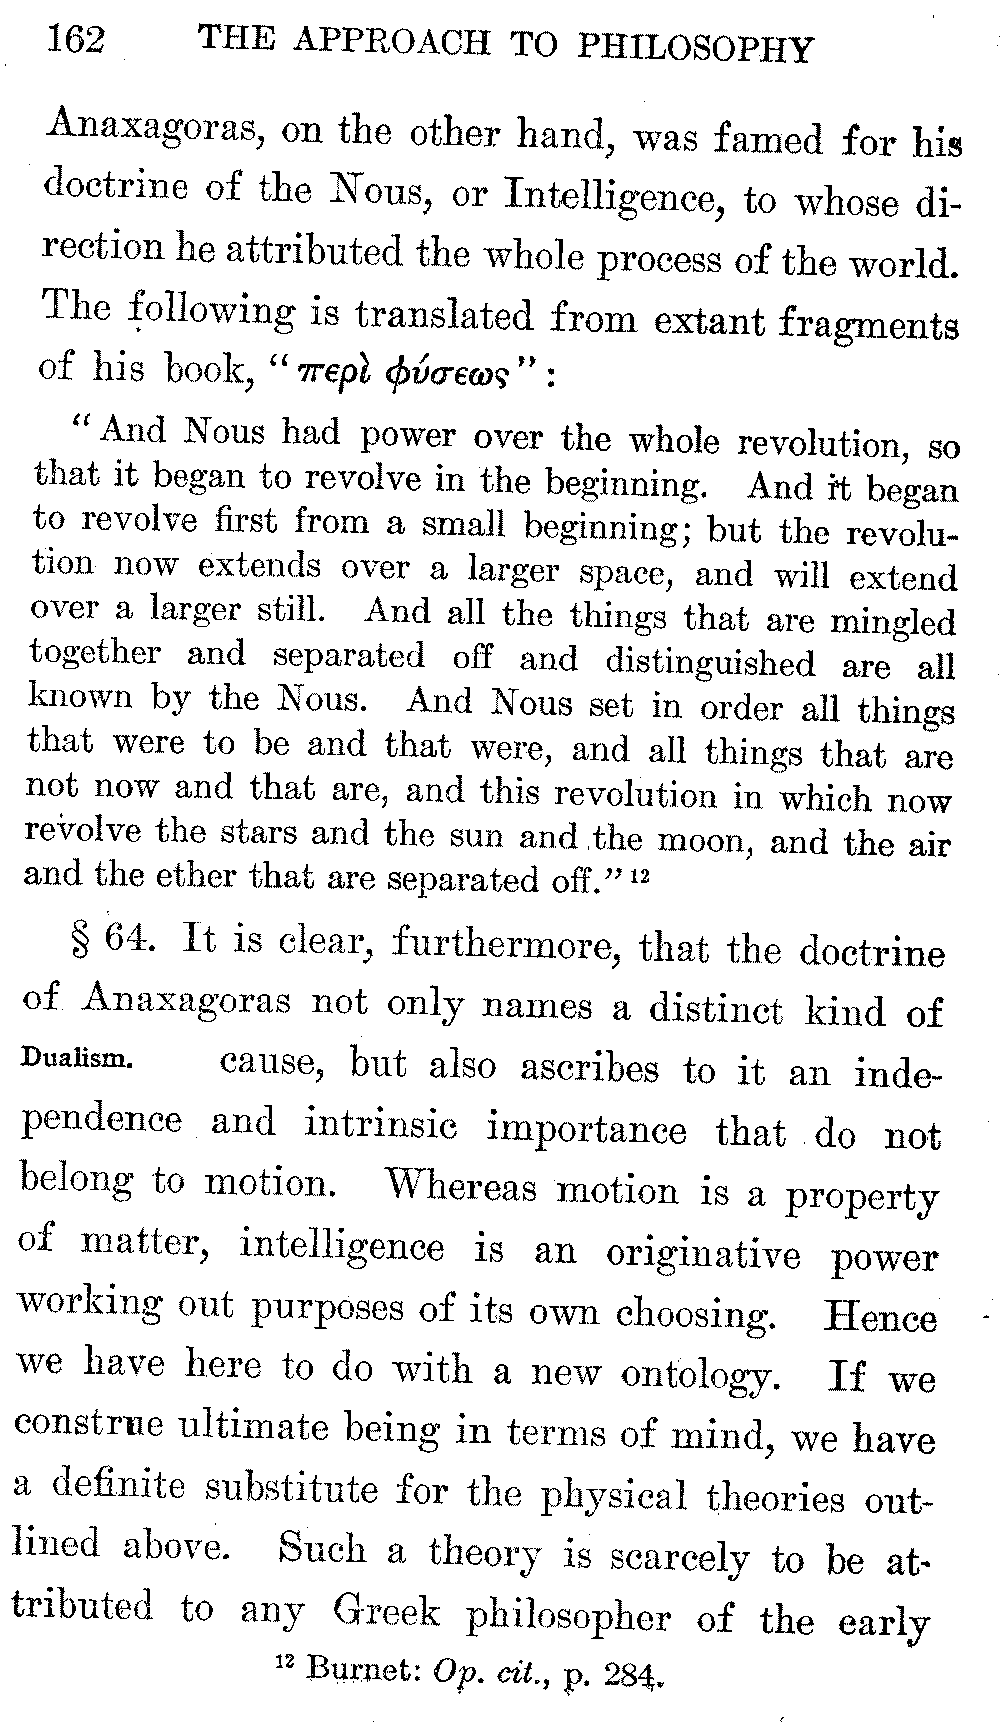 162 THE APPROACH TO PHILOSOPHY
Anaxagoras, on the other hand, was famed for his
doctrine of the Nous, or Intelligence, to whose di-
rection he attributed the whole process of the world.
The following is translated from extant fragments
of his book, “περὶ φύσεως”:
“And Nous had power over the whole revolution, so
that it began to revolve in the beginning. And it began
to revolve first from a small beginning; but the revolu-
tion now extends over a larger space, and will extend
over a larger still. And all the things that are mingled
together and separated off and distinguished are all
known by the Nous. And Nous set in order all things
that were to be and that were, and all things that are
not now and that are, and this revolution in which now
revolve the stars and the sun and the moon, and the air
and the ether that are separated off.” 12
§ 64. It is clear, furthermore, that the doctrine
of Anaxagoras not only names a distinct kind of
Dualism. cause, but also ascribes to it an inde-
pendence and intrinsic importance that do not
belong to motion. Whereas motion is a property
of matter, intelligence is an originative power
working out purposes of its own choosing. Hence
we have here to do with a new ontology. If we
construe ultimate being in terms of mind, we have
a definite substitute for the physical theories out-
lined above. Such a theory is scarcely to be at-
tributed to any Greek philosopher of the early
12 Burnet: Op. cit., p. 284.